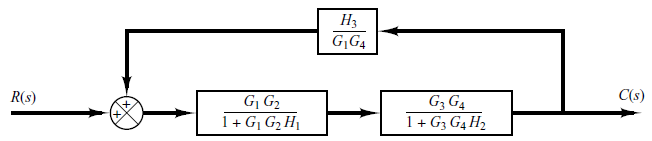 H₃
G₁G₄
R(s)
C(s)
+
+
G₁ G₂
1 + G₁ G₂ H₁
G₃ G₄
1 + G₃ G₄ H₂